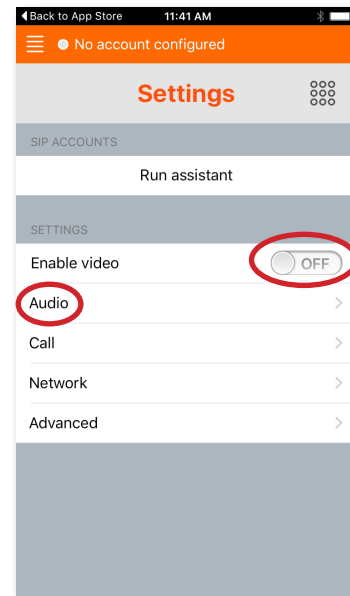 Back to App Store 11:41 AM
No account configured
Settings
SIP ACCOUNTS
Run assistant
SETTINGS
Enable video OFF
Audio
Call
Network
Advanced